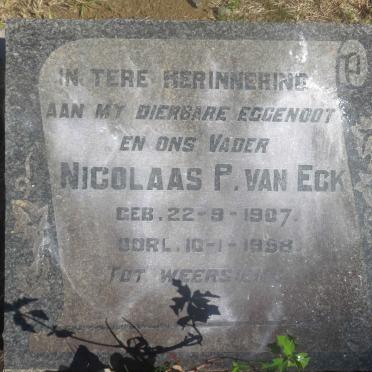 IN TERE HERINNERING
AAN MY DIERBARE EGGENOOT
EN ONS VADER
NICOLAAS P. VAN ECK
GEB. 22-9-1907.
OORL. 10-1-1998
TOT WEERSIENS